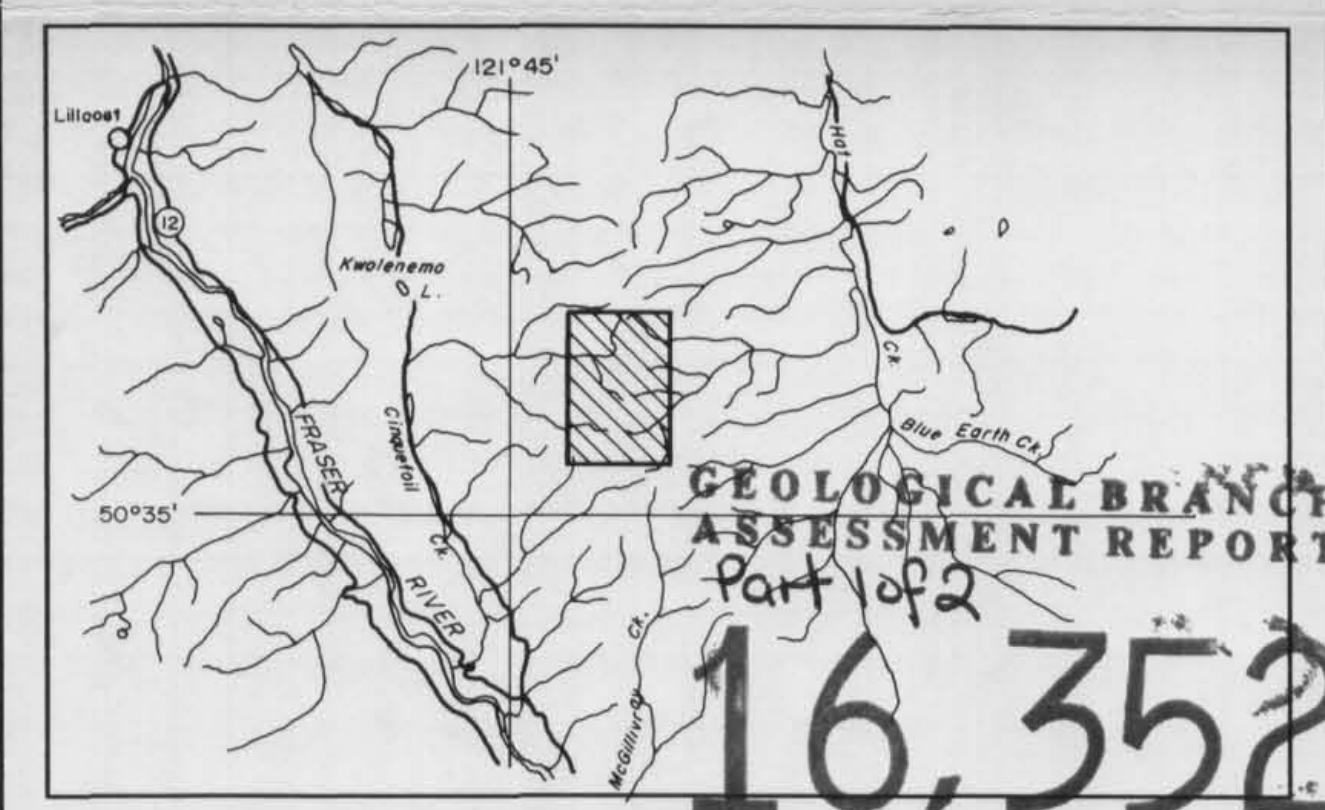 121°45'
Lillooet
Hat
12
Kwolenemo
L.
Ck.
Cinquefoil
FRASER
Blue Earth Ck.
GEOLOGICAL BRANCH
50°35'
ASSESSMENT REPORT
Ck.
Part 1 of 2
RIVER
Ck.
McGillivray
16,352